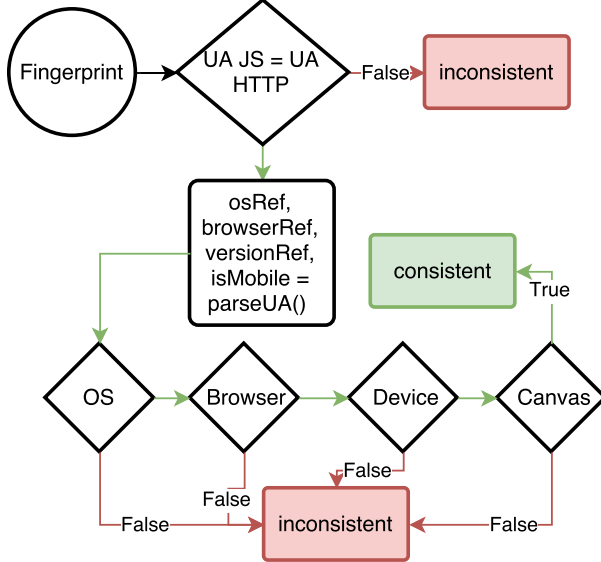 Fingerprint
UA JS = UA
HTTP
False
inconsistent
osRef,
browserRef,
versionRef,
isMobile =
parseUA()
consistent
True
OS
Browser
Device
Canvas
False
False
False
False
inconsistent